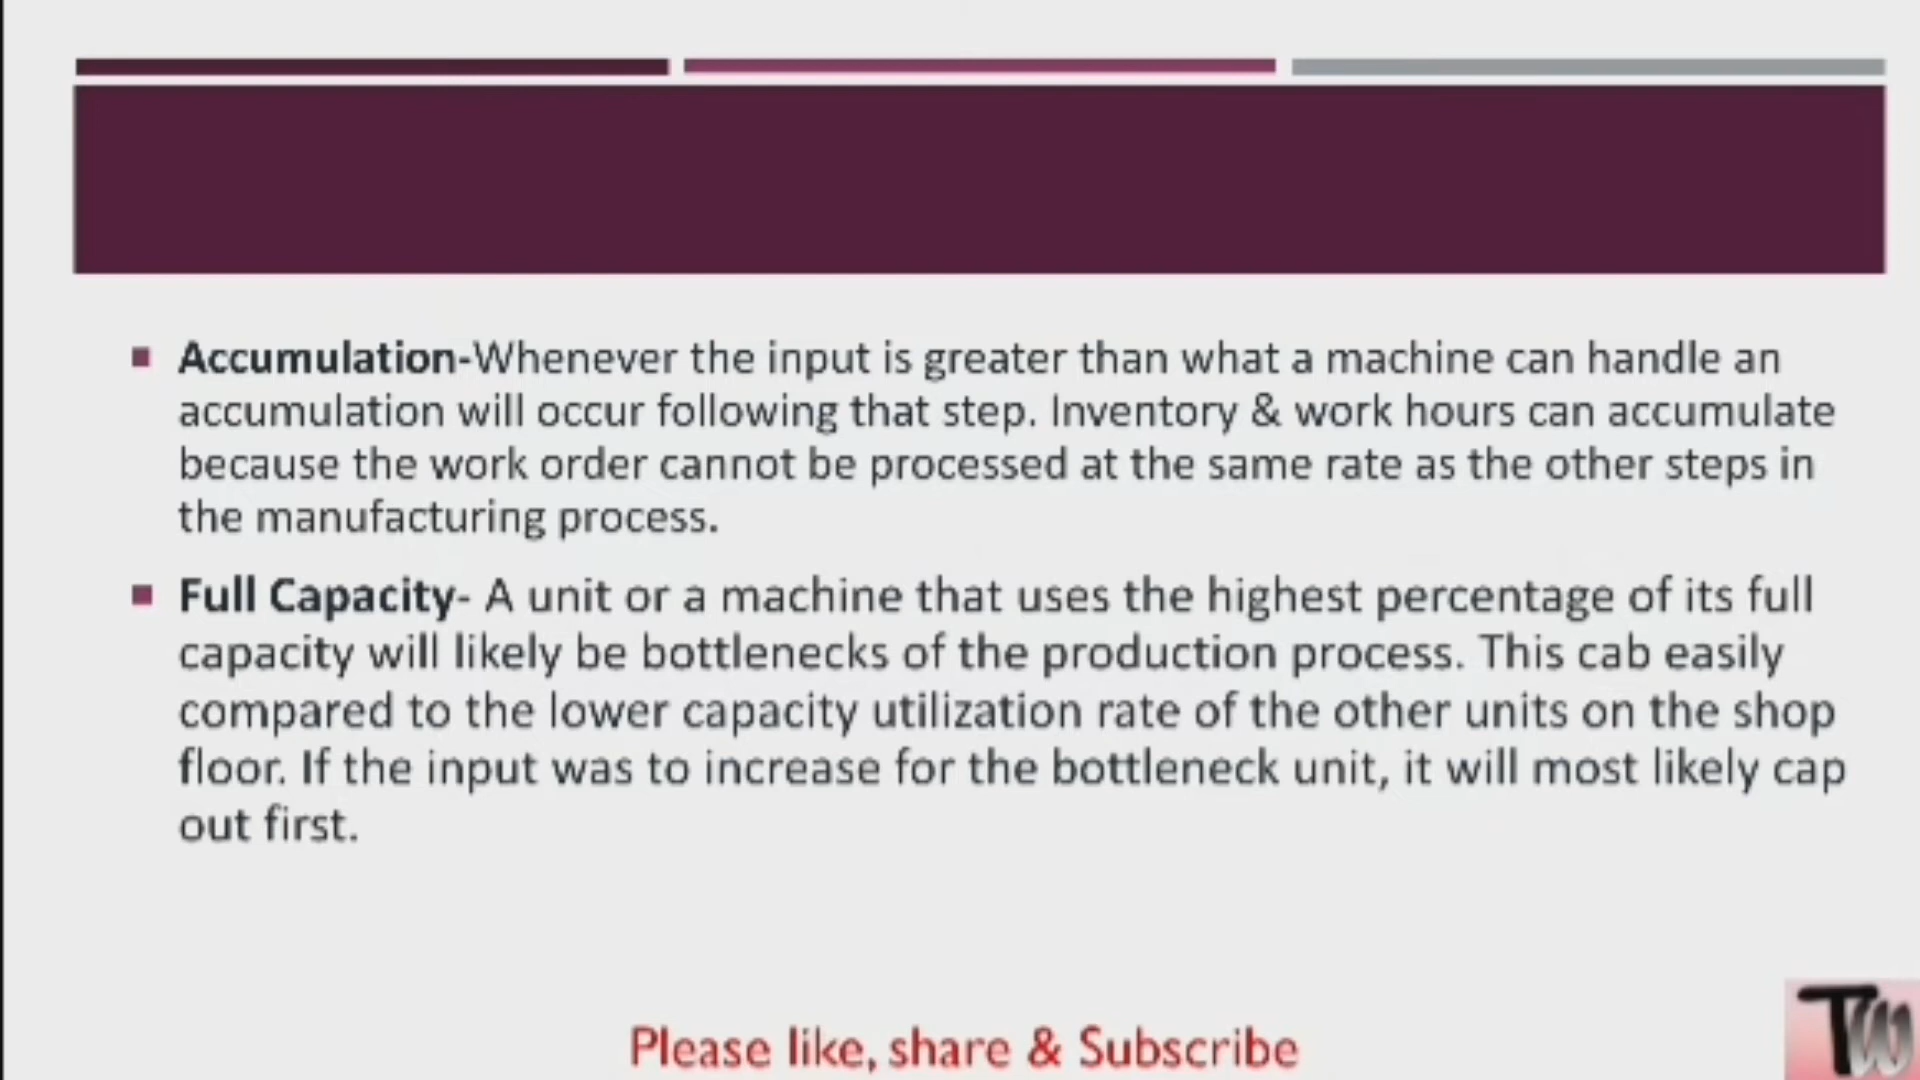 Accumulation-Whenever the input is greater than what a machine can handle an
accumulation will occur following that step. Inventory & work hours can accumulate
because the work order cannot be processed at the same rate as the other steps in
the manufacturing process.
Full Capacity- A unit or a machine that uses the highest percentage of its full
capacity will likely be bottlenecks of the production process. This cab easily
compared to the lower capacity utilization rate of the other units on the shop
floor. If the input was to increase for the bottleneck unit, it will most likely cap
out first.
Please like, share & Subscribe
TW